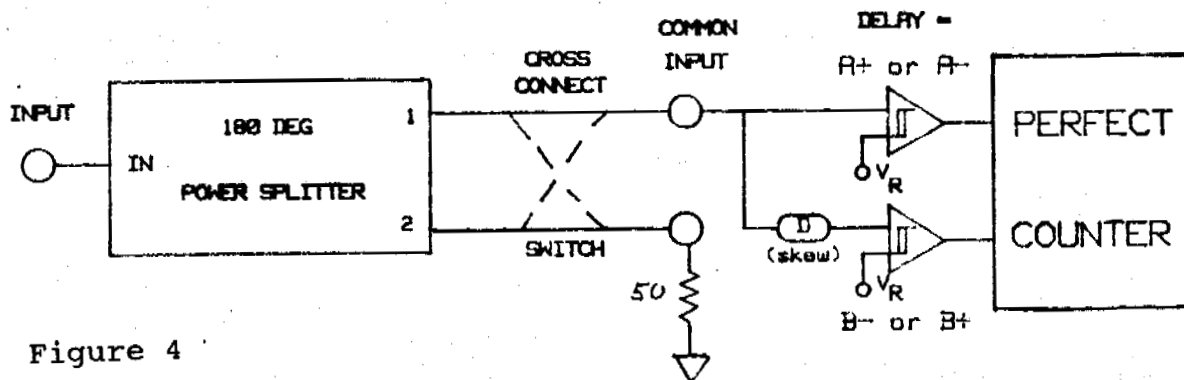 INPUT
IN
180 DEG
POWER SPLITTER
1
2
CROSS
CONNECT
SWITCH
COMMON
INPUT
50
D
(skew)
DELAY =
A+ or A-
V
R
V
R
B- or B+
PERFECT
COUNTER
Figure 4